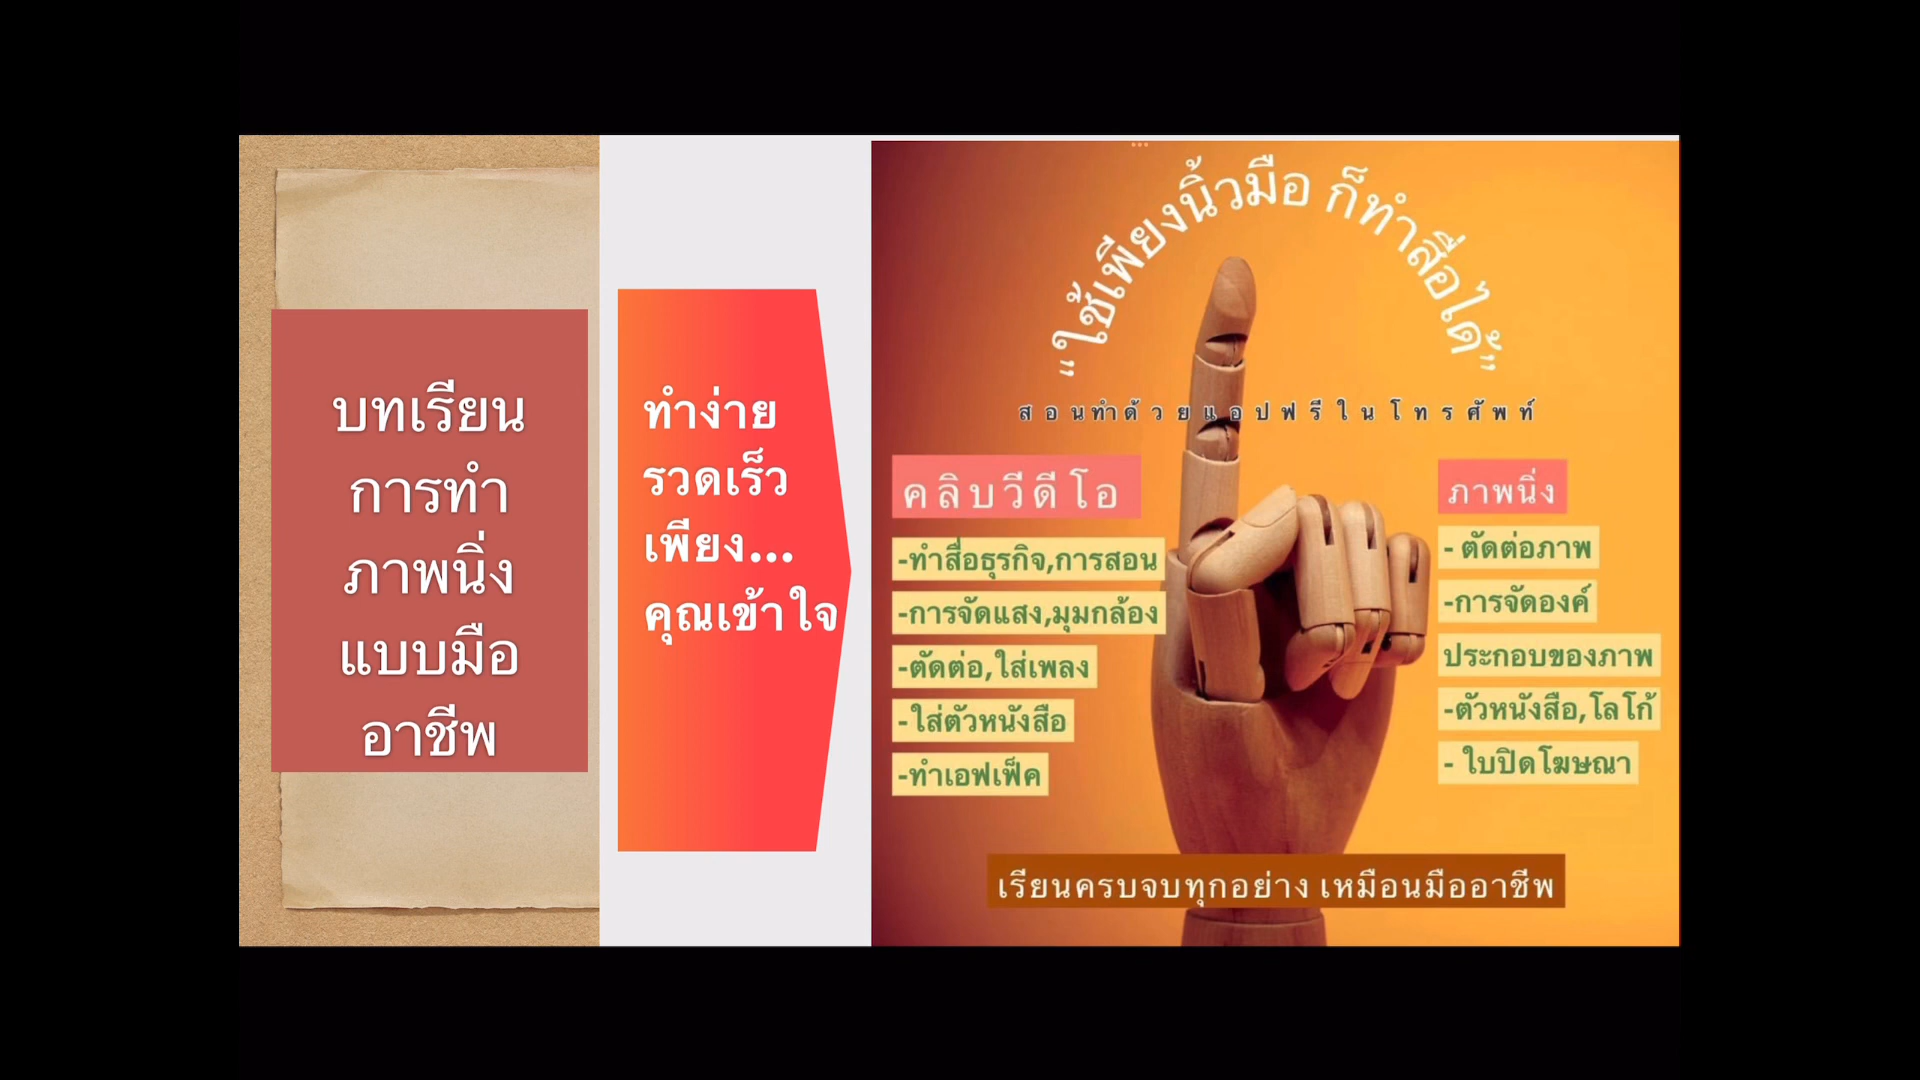 บทเรียน
การทำ
ภาพนิ่ง
แบบมือ
อาชีพ
ทำง่าย
รวดเร็ว
เพียง...
คุณเข้าใจ
"ใช้เพียงนิ้วมือ ก็ทำสื่อได้"
สอนทำด้วยแอปฟรีในโทรศัพท์
คลิบวีดีโอ
-ทำสื่อธุรกิจ,การสอน
-การจัดแสง,มุมกล้อง
-ตัดต่อ,ใส่เพลง
-ใส่ตัวหนังสือ
-ทำเอฟเฟ็ค
ภาพนิ่ง
- ตัดต่อภาพ
-การจัดองค์
ประกอบของภาพ
-ตัวหนังสือ,โลโก้
- ใบปิดโฆษณา
เรียนครบจบทุกอย่าง เหมือนมืออาชีพ